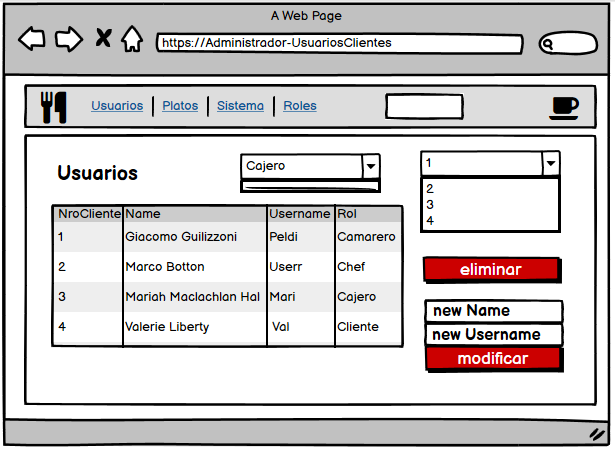 A Web Page
https://Administrador-UsuariosClientes
Usuarios Platos Sistema Roles
Usuarios
Cajero
1
2
3
4
NroCliente Name Username Rol
1 Giacomo Guilizzoni Peldi Camarero
2 Marco Botton Userr Chef
3 Mariah Maclachlan Hal Mari Cajero
4 Valerie Liberty Val Cliente
eliminar
new Name
new Username
modificar